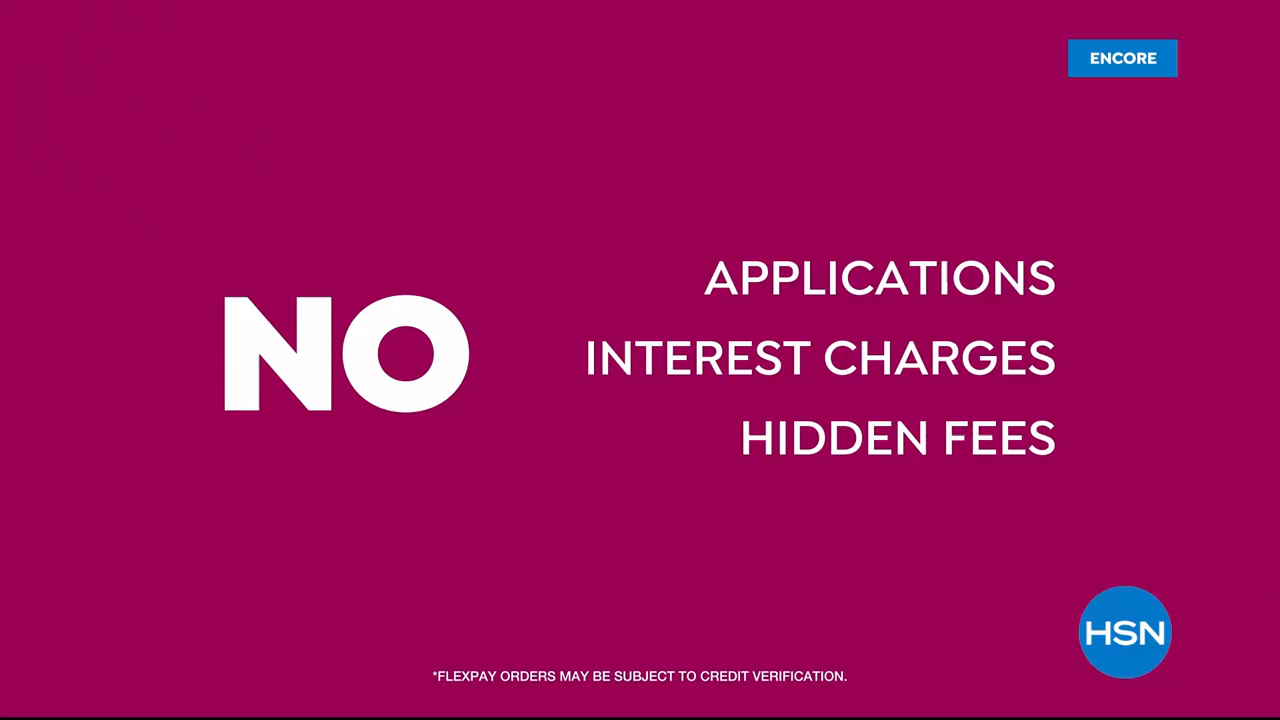 ENCORE
NO
APPLICATIONS
INTEREST CHARGES
HIDDEN FEES
HSN
*FLEXPAY ORDERS MAY BE SUBJECT TO CREDIT VERIFICATION.